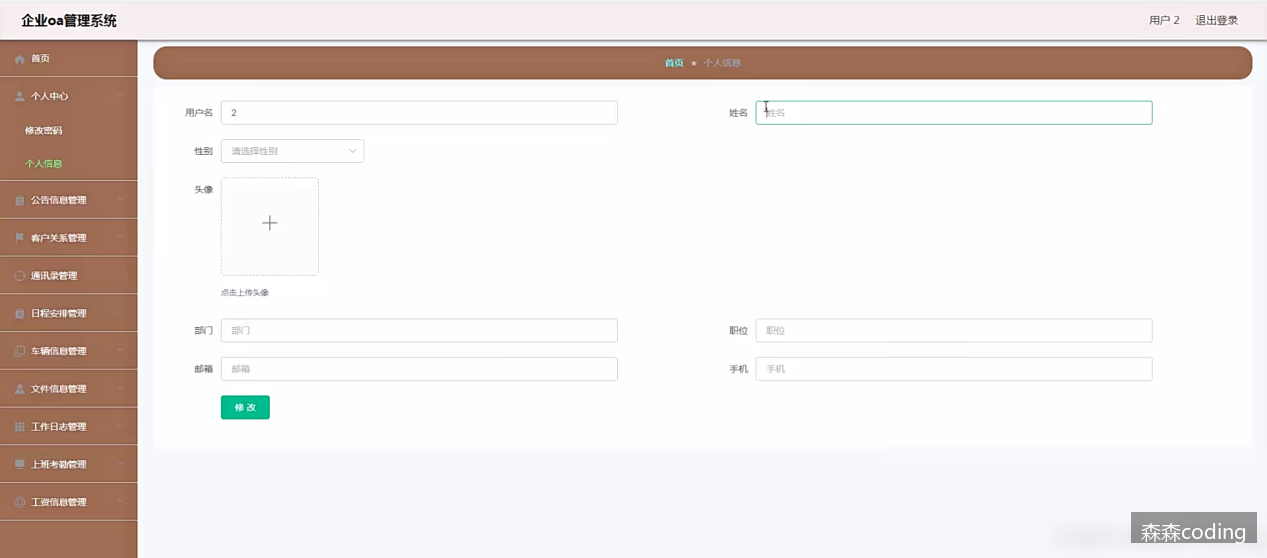 企业oa管理系统
用户 2 退出登录
首页
个人中心
修改密码
个人信息
公告信息管理
客户关系管理
通讯录管理
日程安排管理
车辆信息管理
文件信息管理
工作日志管理
上班考勤管理
工资信息管理
首页 ★ 个人信息
用户名 2 姓名 姓名
性别 请选择性别
头像
点击上传头像
部门 部门 职位 职位
邮箱 邮箱 手机 手机
修改
森森coding